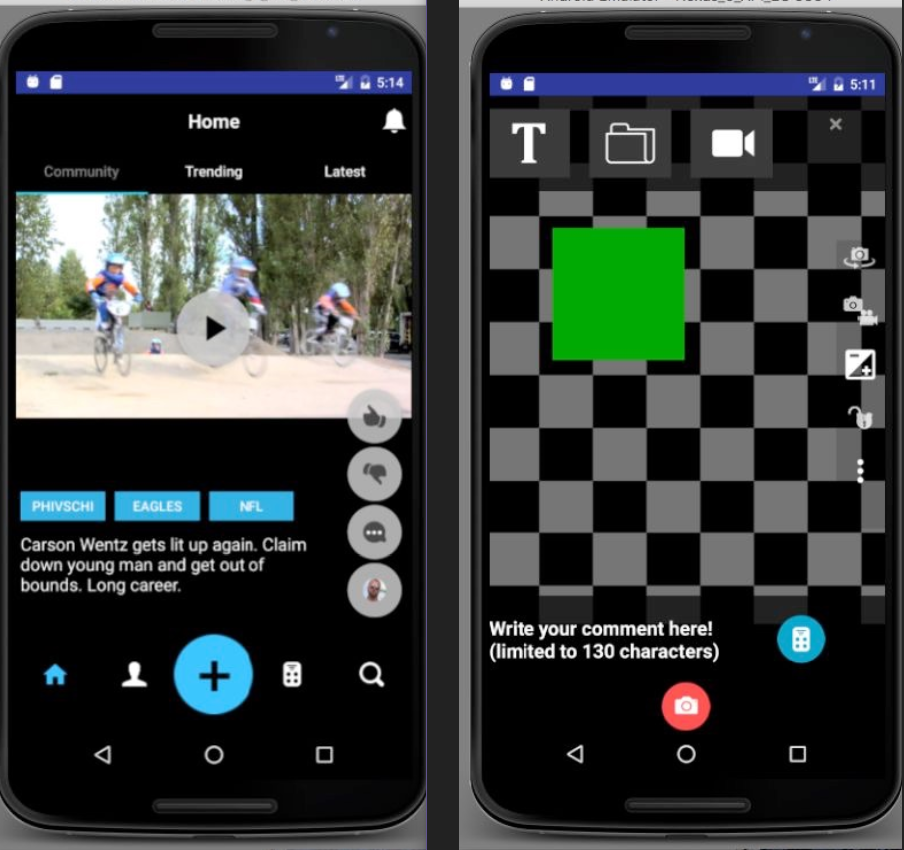 5:14
Home
Community
Trending
Latest
PHIVSCHI
EAGLES
NFL
Carson Wentz gets lit up again. Claim
down young man and get out of
bounds. Long career.
5:11
T
Write your comment here!
(limited to 130 characters)